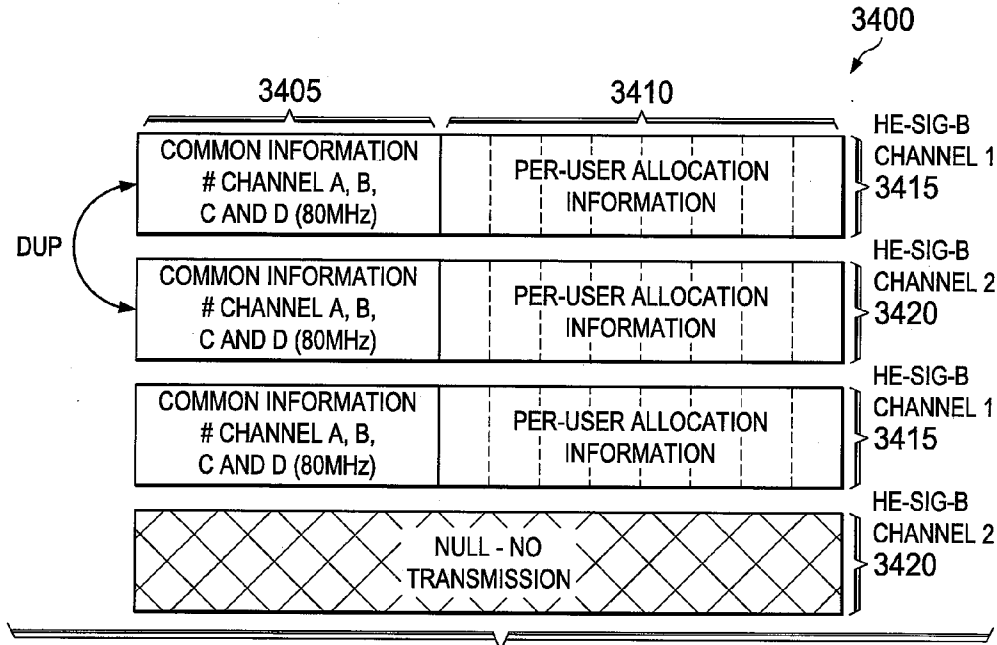 3400
3405
3410
HE-SIG-B
CHANNEL 1
3415
COMMON INFORMATION
# CHANNEL A, B,
C AND D (80MHz)
PER-USER ALLOCATION
INFORMATION
DUP
HE-SIG-B
CHANNEL 2
3420
COMMON INFORMATION
# CHANNEL A, B,
C AND D (80MHz)
PER-USER ALLOCATION
INFORMATION
HE-SIG-B
CHANNEL 1
3415
COMMON INFORMATION
# CHANNEL A, B,
C AND D (80MHz)
PER-USER ALLOCATION
INFORMATION
HE-SIG-B
CHANNEL 2
3420
NULL - NO
TRANSMISSION